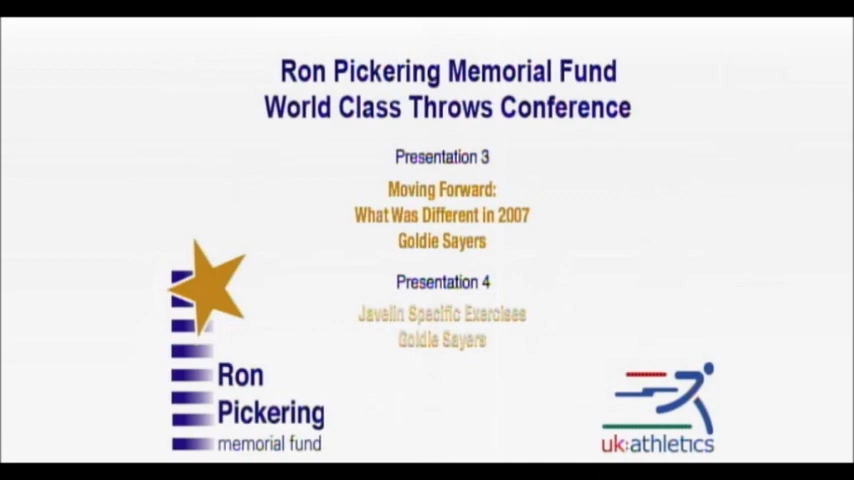 Ron Pickering Memorial Fund
World Class Throws Conference
Presentation 3
Moving Forward:
What Was Different in 2007
Goldie Sayers
Presentation 4
Javelin Specific Exercises
Goldie Sayers
Ron
Pickering
memorial fund
uk:athletics